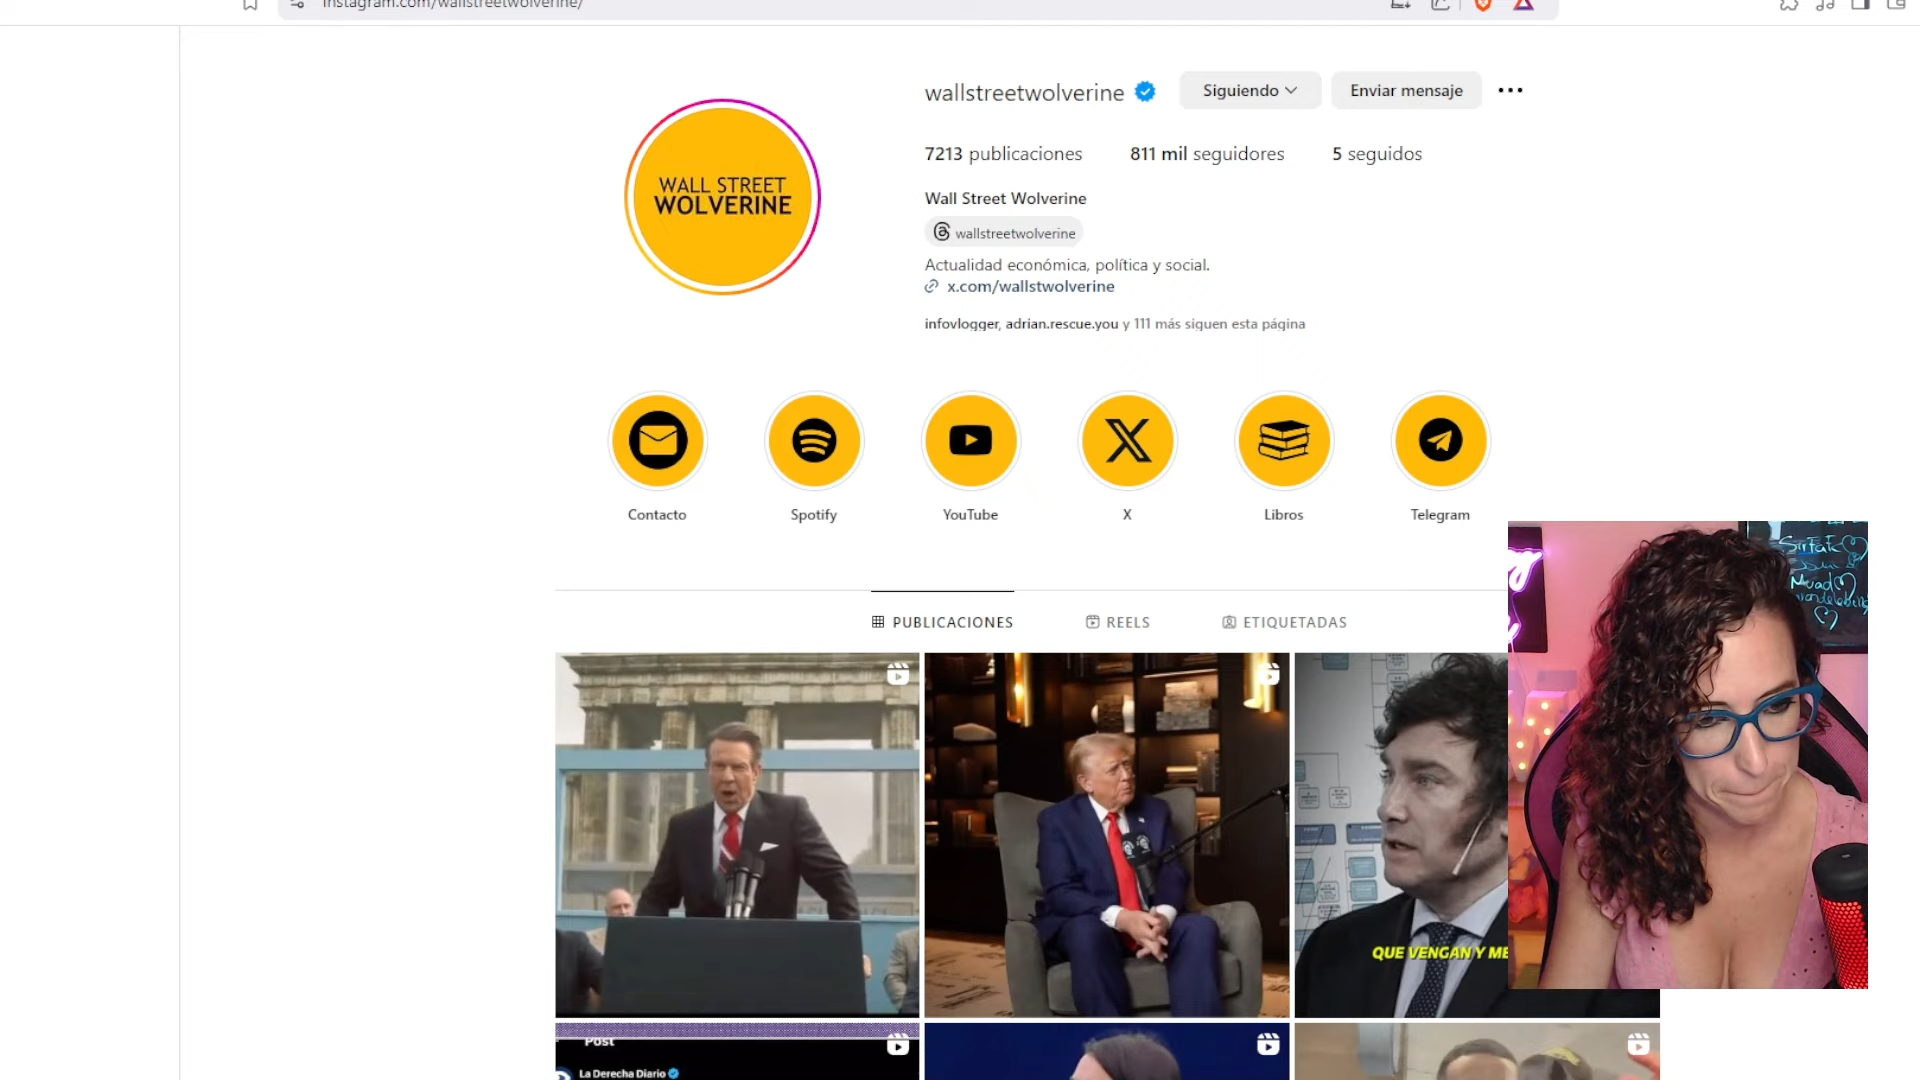 instagram.com/wallstreetwolverine/
wallstreetwolverine
Siguiendo
Enviar mensaje
7213 publicaciones
811 mil seguidores
5 seguidos
WALL STREET
WOLVERINE
Wall Street Wolverine
wallstreetwolverine
Actualidad económica, política y social.
x.com/wallstwolverine
infovlogger, adrian.rescue.you y 111 más siguen esta página
Contacto
Spotify
YouTube
X
Libros
Telegram
PUBLICACIONES
REELS
ETIQUETADAS
SirFat
Muad
QUE VENGAN Y ME
Post
La Derecha Diario